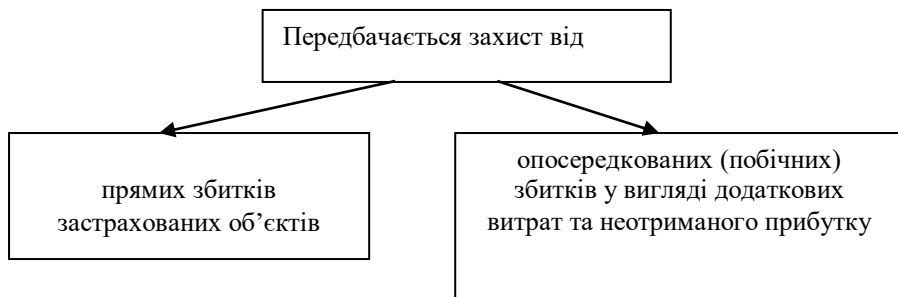 Передбачається захист від
прямих збитків
застрахованих об’єктів
опосередкованих (побічних)
збитків у вигляді додаткових
витрат та неотриманого прибутку